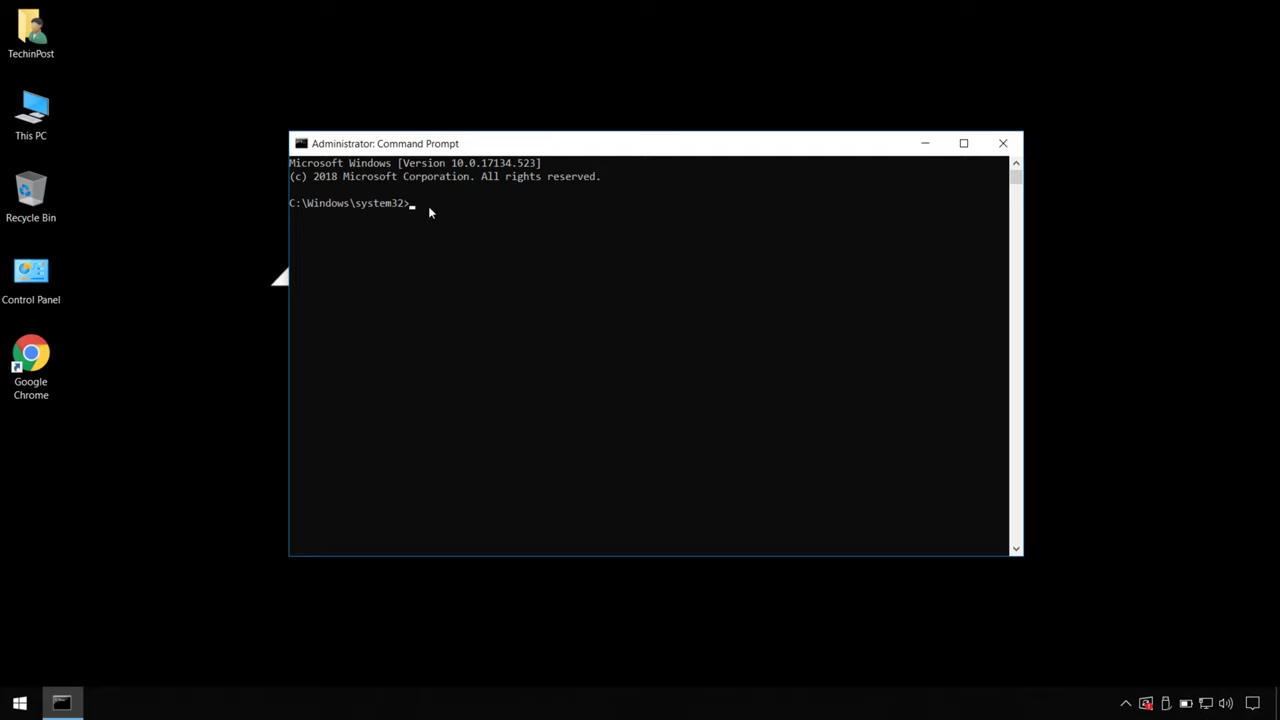 TechinPost
This PC
Recycle Bin
Control Panel
Google
Chrome
Administrator: Command Prompt
Microsoft Windows [Version 10.0.17134.523]
(c) 2018 Microsoft Corporation. All rights reserved.
C:\Windows\system32>